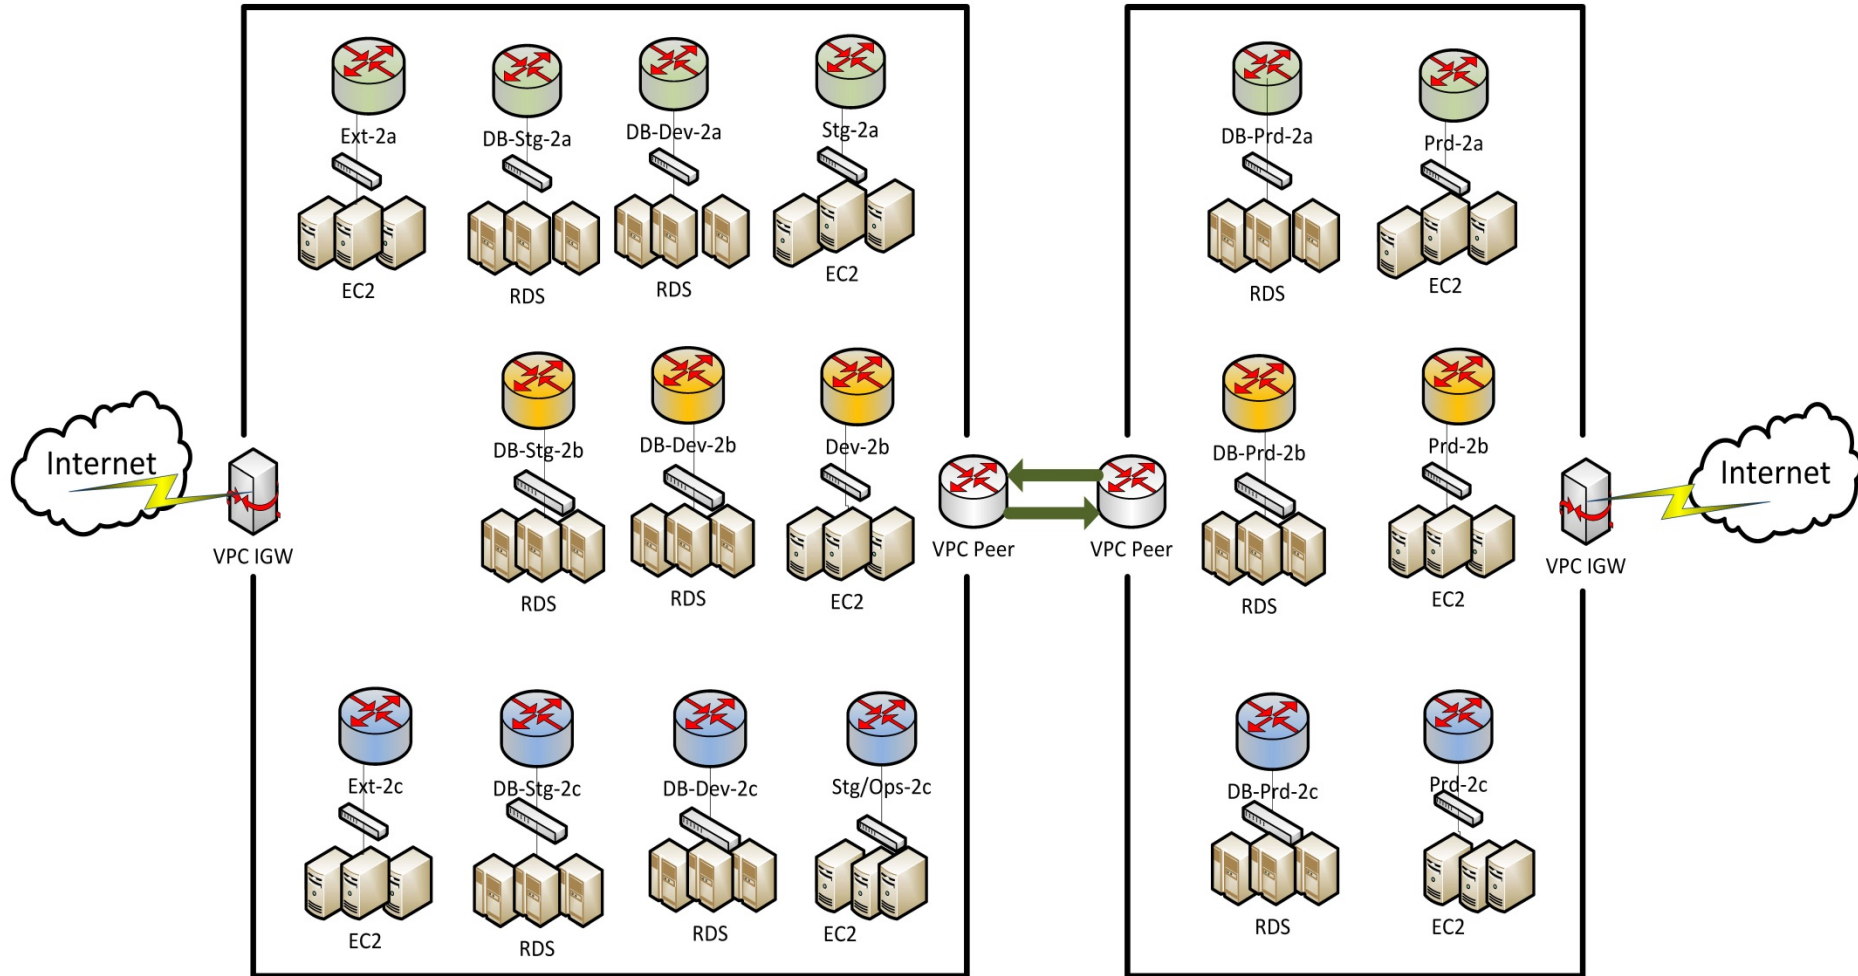 Ext-2a
DB-Stg-2a
DB-Dev-2a
Stg-2a
EC2
RDS
RDS
EC2
DB-Stg-2b
DB-Dev-2b
Dev-2b
RDS
RDS
EC2
Internet
VPC IGW
Ext-2c
DB-Stg-2c
DB-Dev-2c
Stg/Ops-2c
EC2
RDS
RDS
EC2
VPC Peer
VPC Peer
DB-Prd-2a
Prd-2a
RDS
EC2
DB-Prd-2b
Prd-2b
RDS
EC2
Internet
VPC IGW
DB-Prd-2c
Prd-2c
RDS
EC2